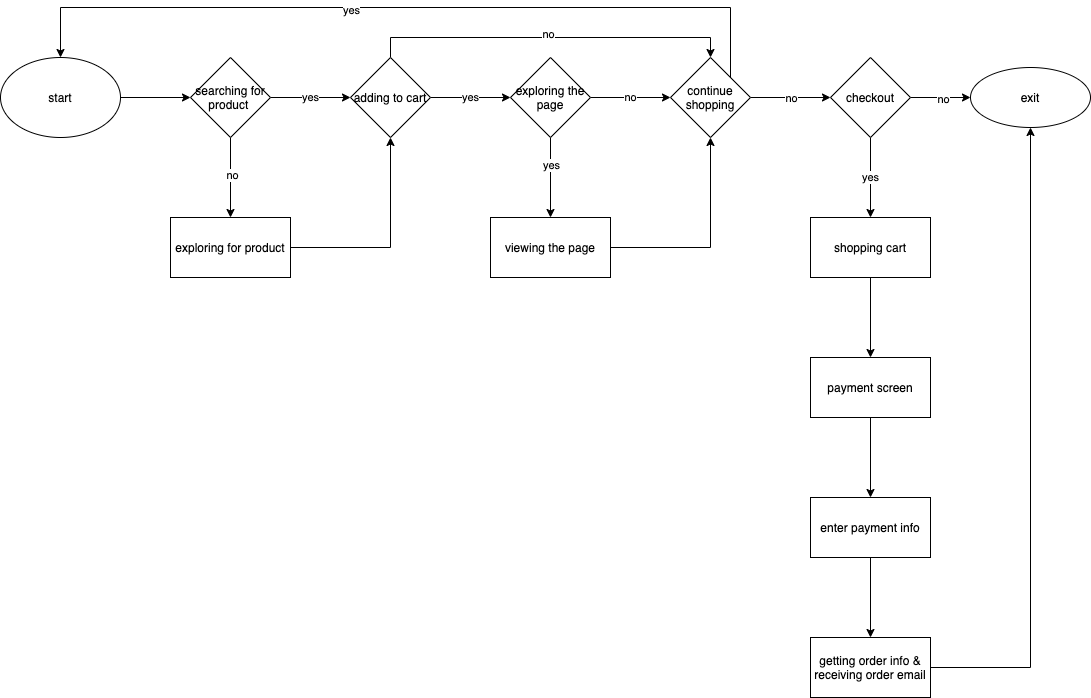 yes
no
start
searching for
product
yes
adding to cart
yes
exploring the
page
no
continue
shopping
no
checkout
no
exit
no
yes
yes
exploring for product
viewing the page
shopping cart
payment screen
enter payment info
getting order info &
receiving order email